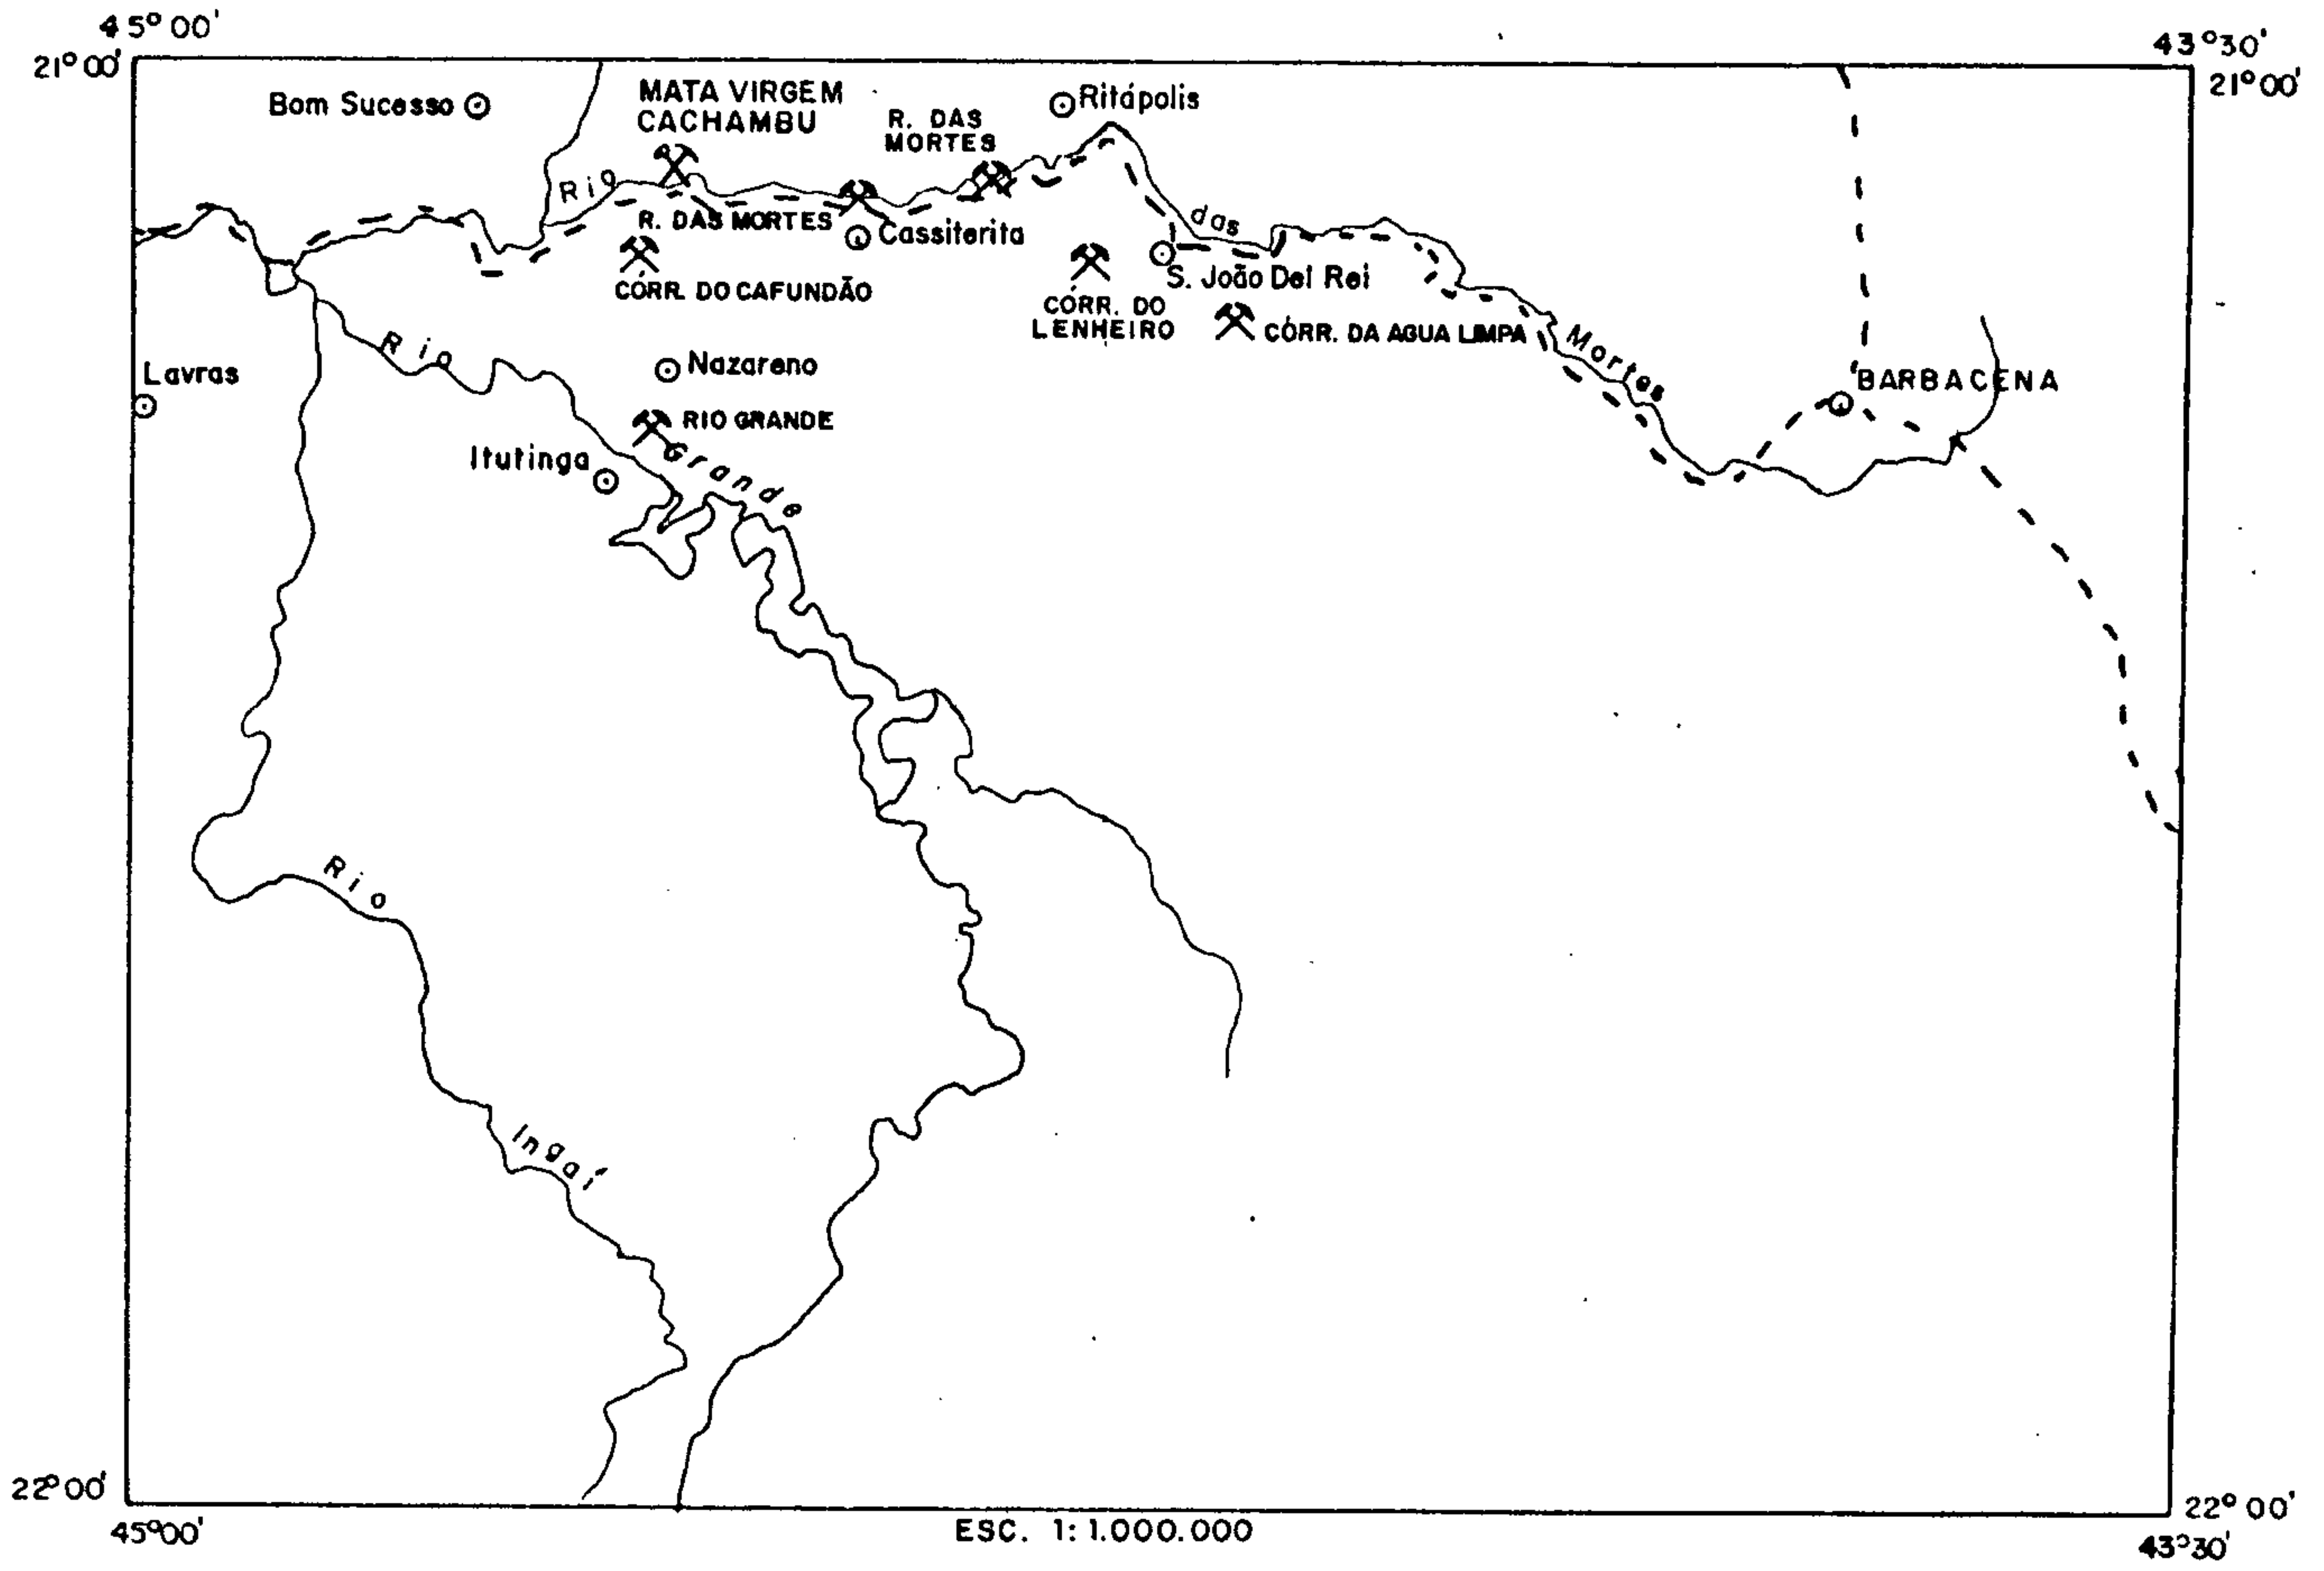 45° 00'
43°30'
21° 00'
21° 00'
Bom Sucesso
MATA VIRGEM
CACHAMBU
R. DAS
MORTES
Ritápolis
Rio
das
Mortes
R. DAS MORTES
Cassiterita
CÓRR. DO CAFUNDÃO
S. João Del Rei
CÓRR. DO
LENHEIRO
CÓRR. DA AGUA LIMPA
Lavras
Rio
Grande
Nazareno
BARBACENA
RIO GRANDE
Itutinga
Rio
Ingaí
22° 00'
22° 00'
45°00'
ESC. 1:1.000.000
43°30'